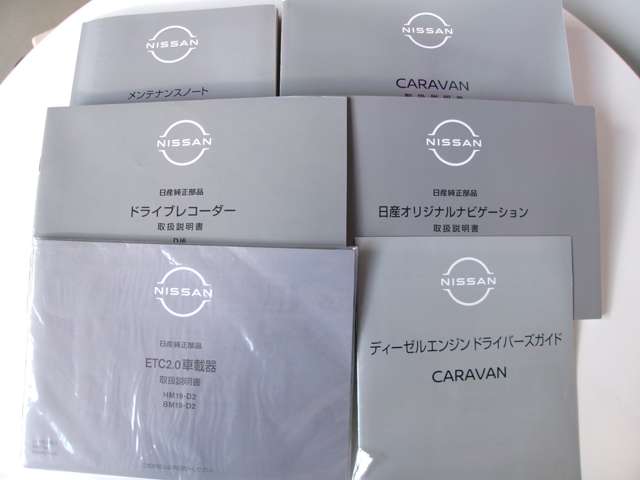 NISSAN
メンテナンスノート
NISSAN
CARAVAN
取扱説明書
NISSAN
日産純正部品
ドライブレコーダー
取扱説明書
NISSAN
日産純正部品
日産オリジナルナビゲーション
取扱説明書
NISSAN
日産純正部品
ETC2.0車載器
取扱説明書
HM19-D2
BM19-D2
NISSAN
ディーゼルエンジンドライバーズガイド
CARAVAN